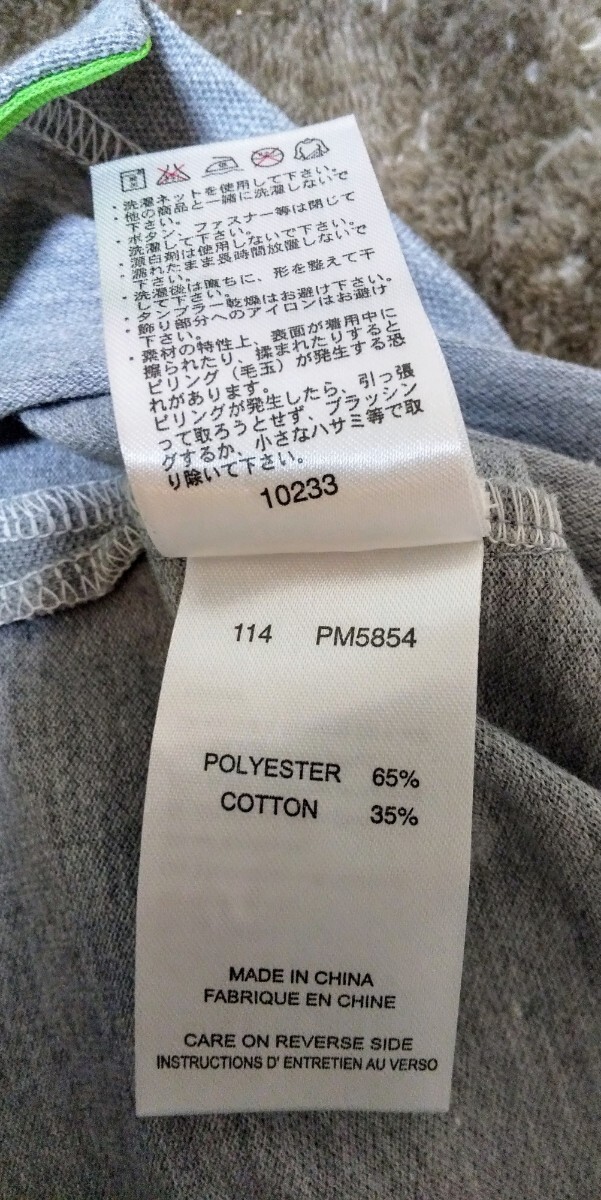 ・洗濯ネットを使用して下さい。
・他の商品と一緒に洗濯しないで
下さい。
・ボタン、ファスナー等は閉じて
洗濯して下さい。
・漂白剤は使用しないで下さい。
・濡れたまま長時間放置しないで
下さい。
・洗濯後は直ちに、形を整えて干
して下さい。
・タンブラー乾燥はお避け下さい。
・飾り部分へのアイロンはお避け
下さい。
・素材の特性上、表面が着用中に
擦られたり、揉まれたりすると
ピリング（毛玉）が発生する恐
れがあります。
ピリングが発生したら、引っ張
って取ろうとせず、ブラッシン
グするか、小さなハサミ等で取
り除いて下さい。
10233
114 PM5854
POLYESTER 65%
COTTON 35%
MADE IN CHINA
FABRIQUE EN CHINE
CARE ON REVERSE SIDE
INSTRUCTIONS D' ENTRETIEN AU VERSO